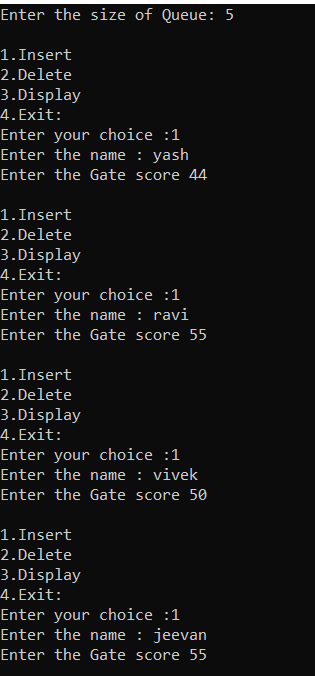 Enter the size of Queue: 5
1.Insert
2.Delete
3.Display
4.Exit:
Enter your choice :1
Enter the name : yash
Enter the Gate score 44
1.Insert
2.Delete
3.Display
4.Exit:
Enter your choice :1
Enter the name : ravi
Enter the Gate score 55
1.Insert
2.Delete
3.Display
4.Exit:
Enter your choice :1
Enter the name : vivek
Enter the Gate score 50
1.Insert
2.Delete
3.Display
4.Exit:
Enter your choice :1
Enter the name : jeevan
Enter the Gate score 55